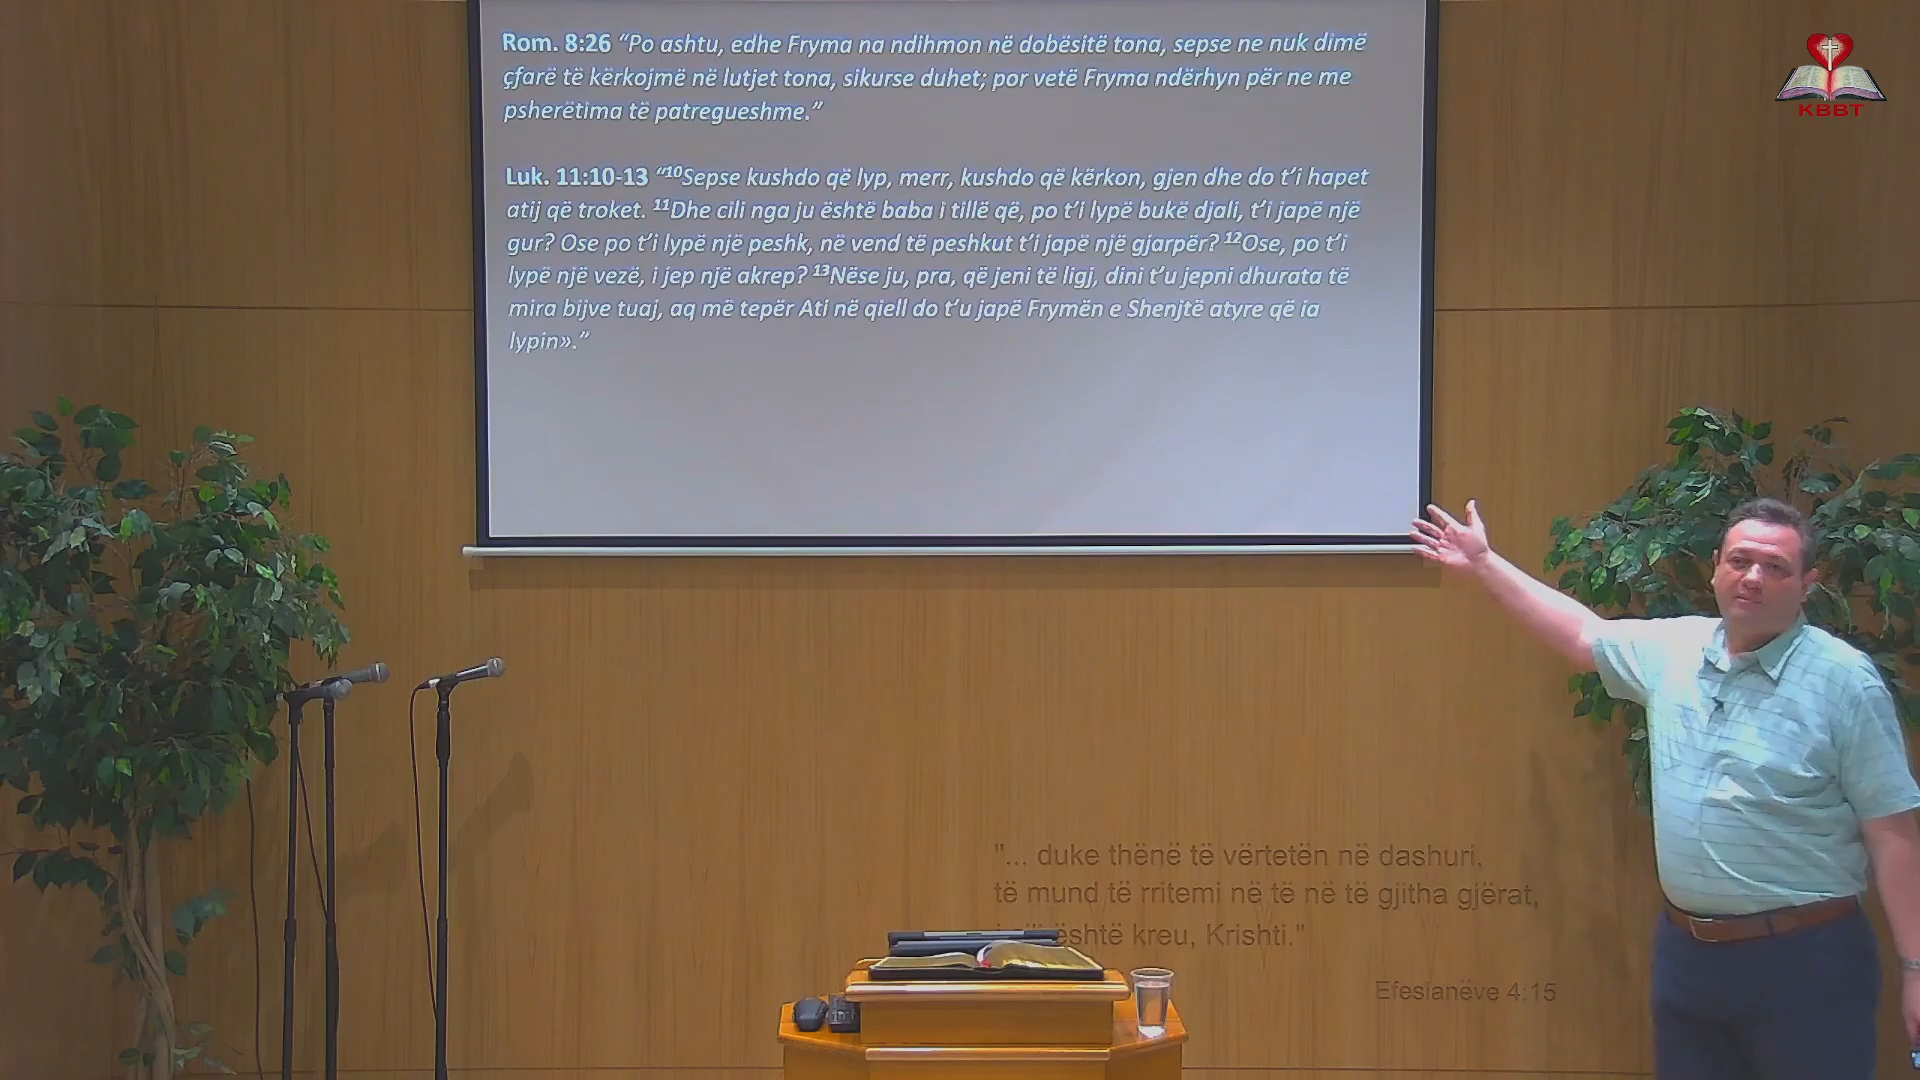 Rom. 8:26 “Po ashtu, edhe Fryma na ndihmon në dobësitë tona, sepse ne nuk dimë
çfarë të kërkojmë në lutjet tona, sikurse duhet; por vetë Fryma ndërhyn për ne me
psherëtima të patregueshme.”
Luk. 11:10-13 “¹⁰Sepse kushdo që lyp, merr, kushdo që kërkon, gjen dhe do t’i hapet
atij që troket. ¹¹Dhe cili nga ju është baba i tillë që, po t’i lypë bukë djali, t’i japë një
gur? Ose po t’i lypë një peshk, në vend të peshkut t’i japë një gjarpër? ¹²Ose, po t’i
lypë një vezë, i jep një akrep? ¹³Nëse ju, pra, që jeni të ligj, dini t’u jepni dhurata të
mira bijve tuaj, aq më tepër Ati në qiell do t’u japë Frymën e Shenjtë atyre që ia
lypin».”
KBBT
"... duke thënë të vërtetën në dashuri,
të mund të rritemi në të në të gjitha gjërat,
është kreu, Krishti."
Efesianëve 4:15